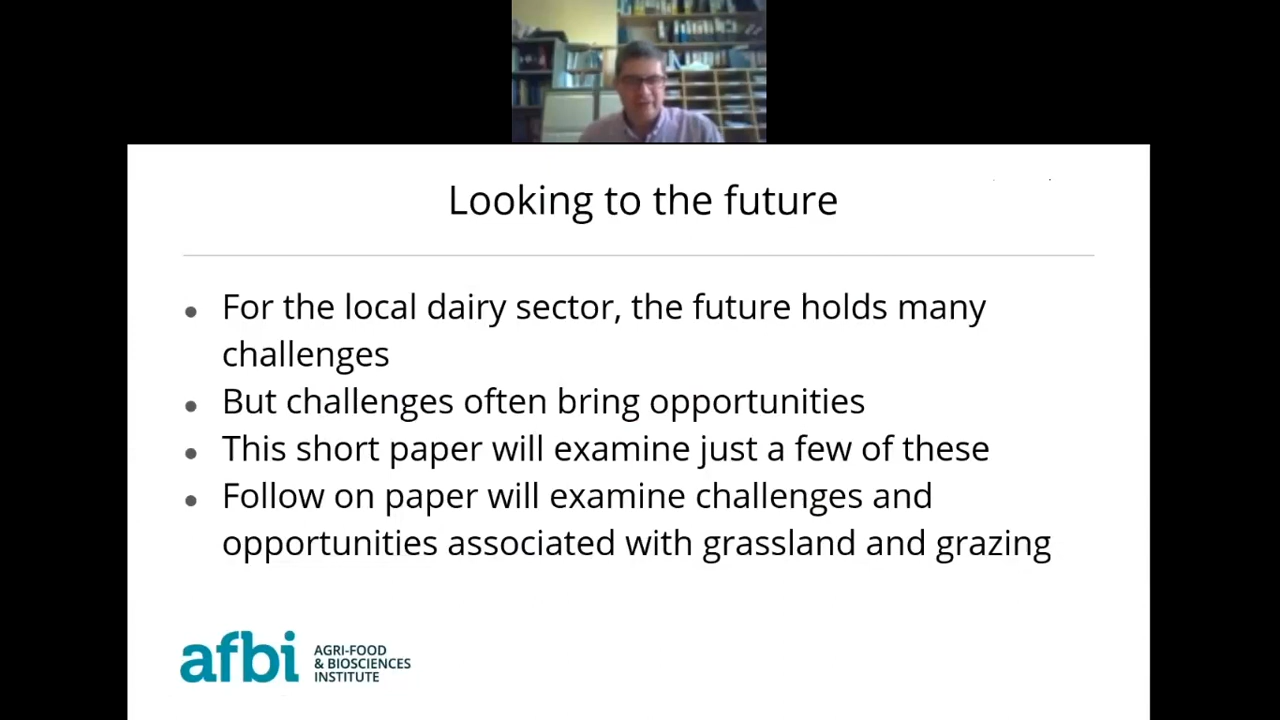 Looking to the future
For the local dairy sector, the future holds many
challenges
But challenges often bring opportunities
This short paper will examine just a few of these
Follow on paper will examine challenges and
opportunities associated with grassland and grazing
afbi
AGRI-FOOD
& BIOSCIENCES
INSTITUTE